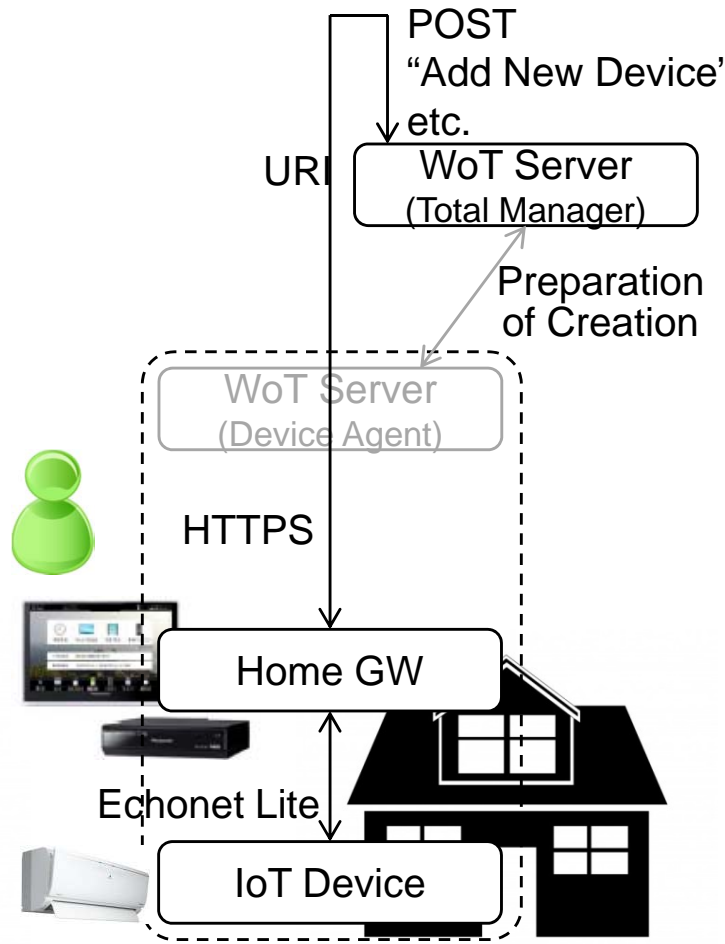 POST
“Add New Device’
etc.
URI
WoT Server
(Total Manager)
Preparation
of Creation
WoT Server
(Device Agent)
HTTPS
Home GW
Echonet Lite
IoT Device